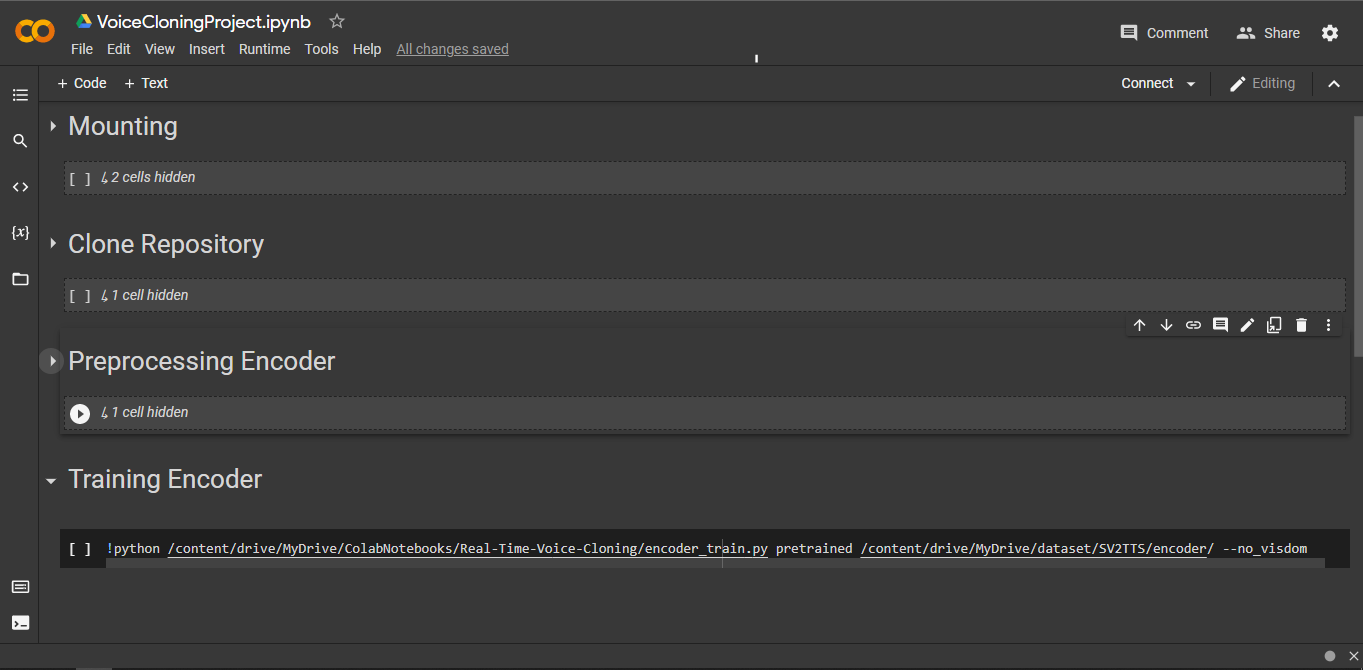 VoiceCloningProject.ipynb
File Edit View Insert Runtime Tools Help All changes saved
Comment Share
+ Code + Text
Connect Editing
Mounting
[ ] ↳ 2 cells hidden
Clone Repository
[ ] ↳ 1 cell hidden
Preprocessing Encoder
↳ 1 cell hidden
Training Encoder
[ ] !python /content/drive/MyDrive/ColabNotebooks/Real-Time-Voice-Cloning/encoder_train.py pretrained /content/drive/MyDrive/dataset/SV2TTS/encoder/ --no_visdom